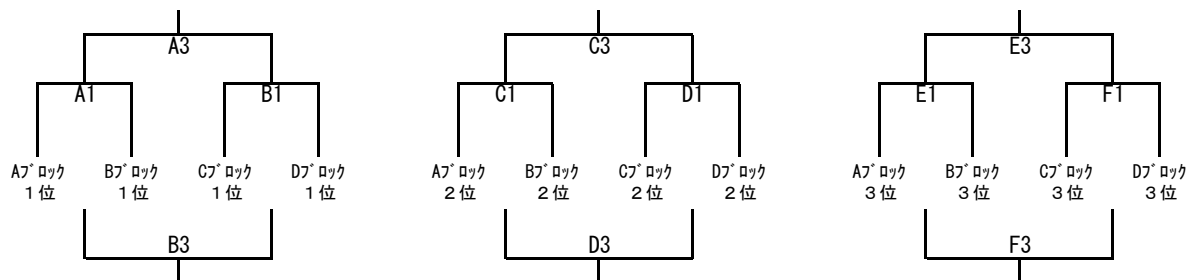 A3 C3 E3
A1 B1 C1 D1 E1 F1
Aﾌﾞﾛｯｸ Bﾌﾞﾛｯｸ Cﾌﾞﾛｯｸ Dﾌﾞﾛｯｸ Aﾌﾞﾛｯｸ Bﾌﾞﾛｯｸ Cﾌﾞﾛｯｸ Dﾌﾞﾛｯｸ Aﾌﾞﾛｯｸ Bﾌﾞﾛｯｸ Cﾌﾞﾛｯｸ Dﾌﾞﾛｯｸ
１位 １位 １位 １位 ２位 ２位 ２位 ２位 ３位 ３位 ３位 ３位
B3 D3 F3